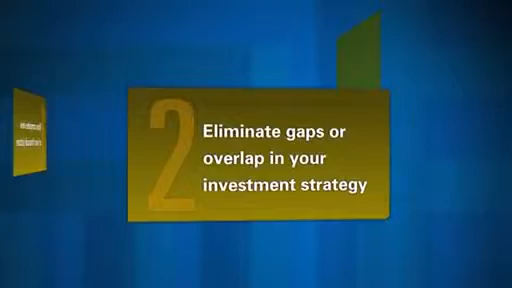 2
Eliminate gaps or
overlap in your
investment strategy